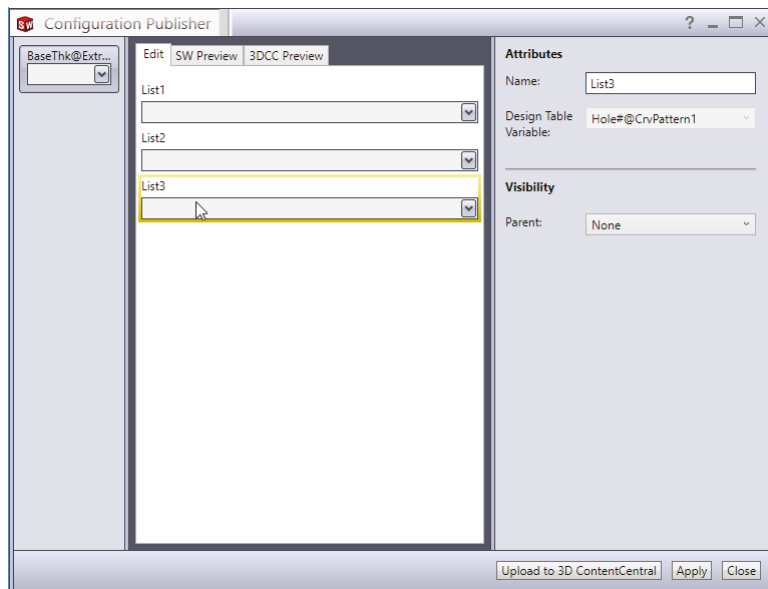 SW Configuration Publisher ?
BaseThk@Extr...
Edit SW Preview 3DCC Preview
List1
List2
List3
Attributes
Name: List3
Design Table Variable: Hole#@CrvPattern1
Visibility
Parent: None
Upload to 3D ContentCentral Apply Close